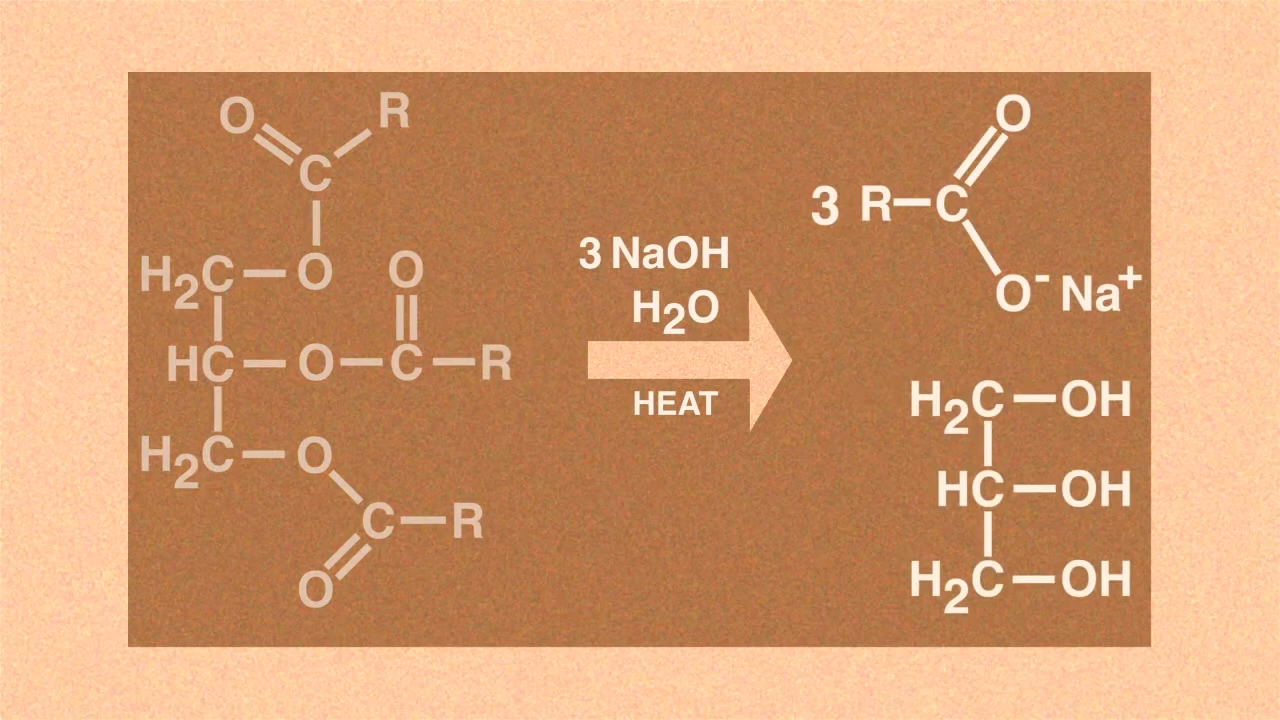 O R
C
H₂C—O O
HC—O—C—R
H₂C—O
C—R
O
3 NaOH
H₂O
HEAT
O
3 R—C
O⁻ Na⁺
H₂C—OH
HC—OH
H₂C—OH